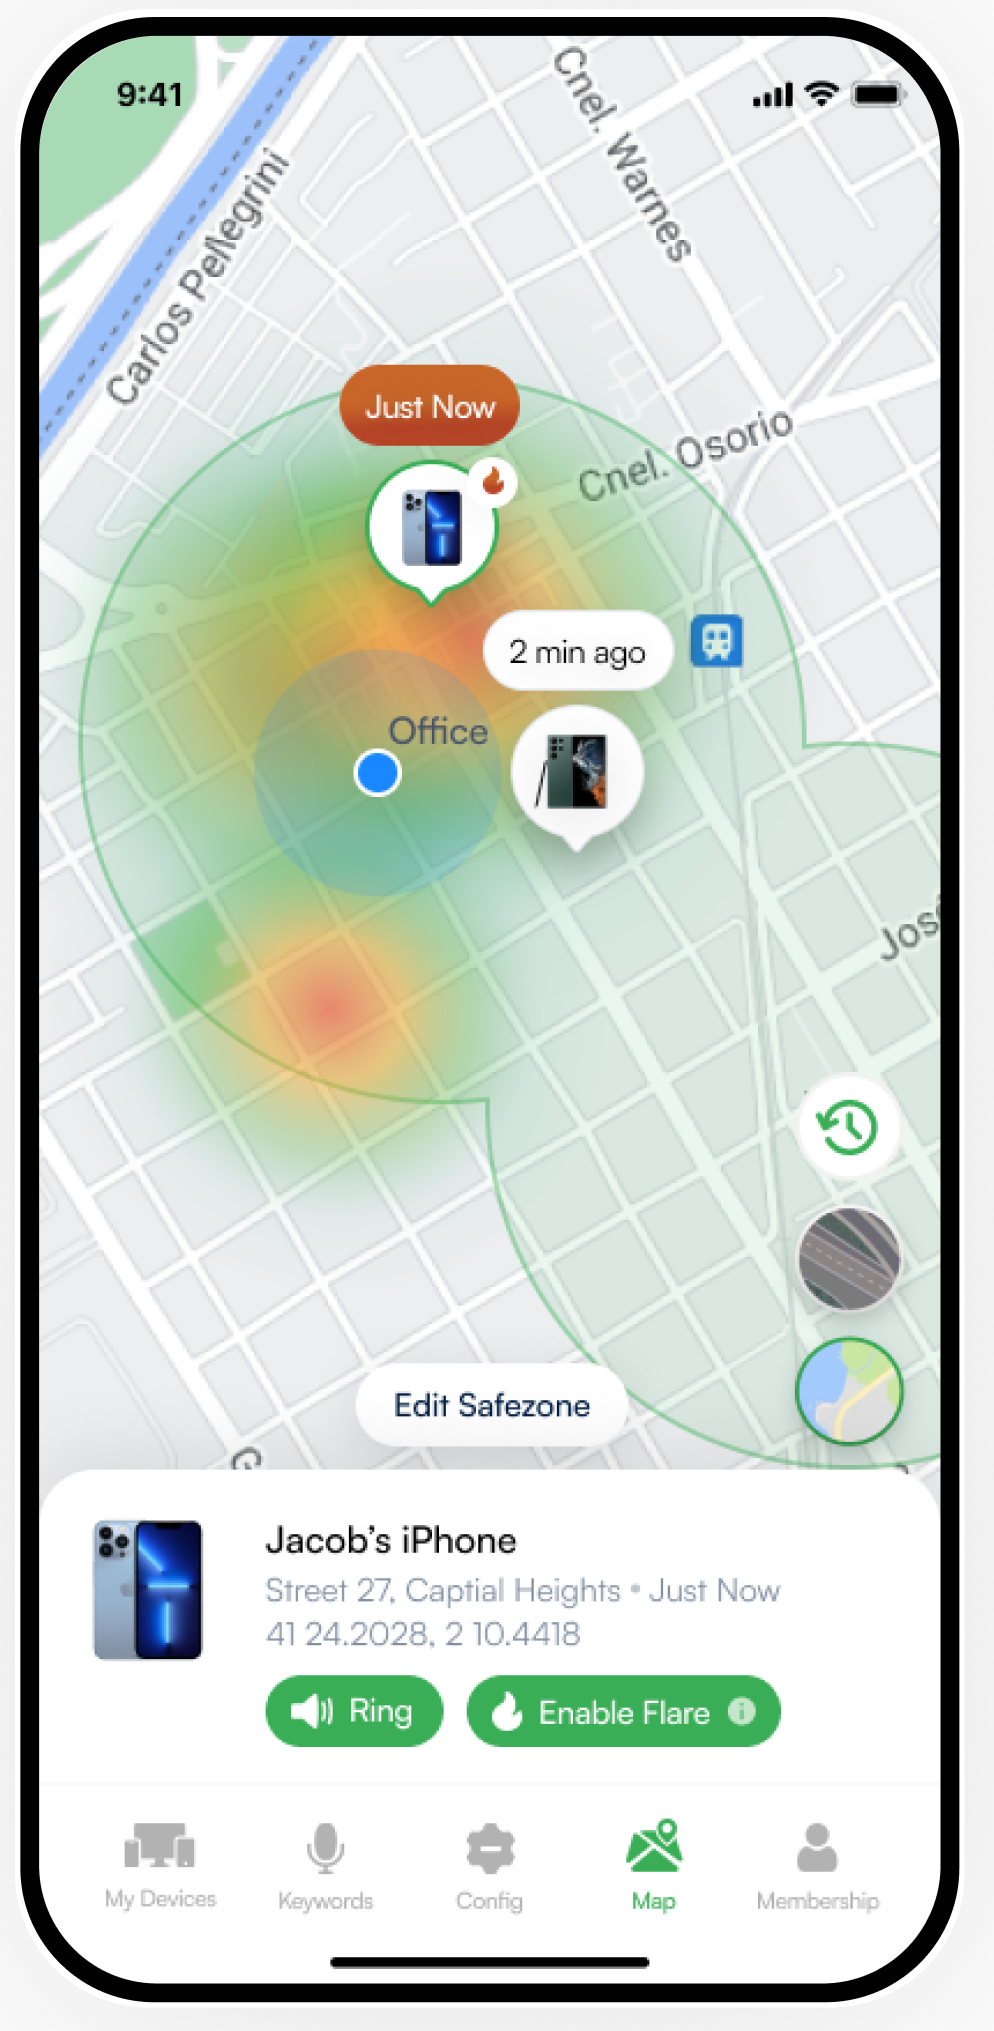 9:41
Cnel. Warnes
Carlos Pellegrini
Just Now
Cnel. Osorio
2 min ago
Office
Edit Safezone
Jacob’s iPhone
Street 27, Captial Heights • Just Now
41 24.2028, 2 10.4418
Ring
Enable Flare
My Devices
Keywords
Config
Map
Membership